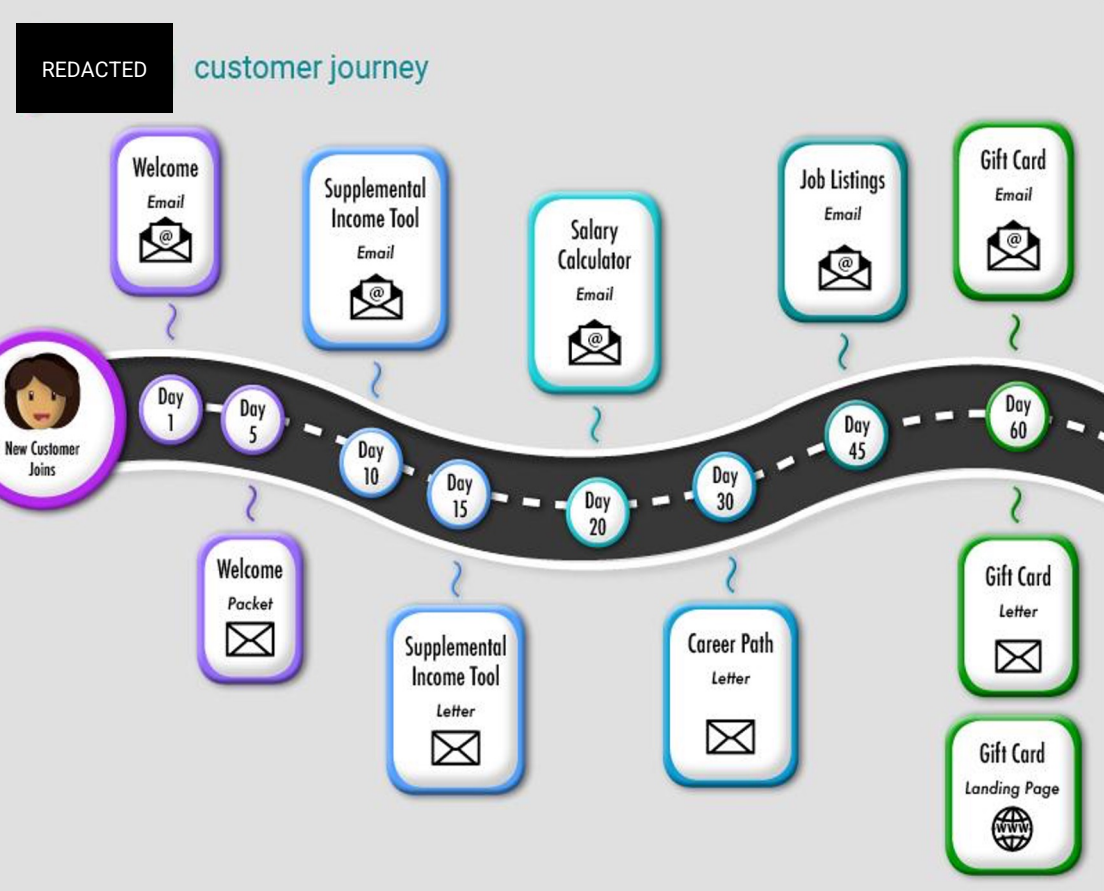 REDACTED
customer journey
Welcome
Email
@
Supplemental
Income Tool
Email
@
Salary
Calculator
Email
@
Job Listings
Email
@
Gift Card
Email
@
New Customer
Joins
Day
1
Day
5
Day
10
Day
15
Day
20
Day
30
Day
45
Day
60
Welcome
Packet
Supplemental
Income Tool
Letter
Career Path
Letter
Gift Card
Letter
Gift Card
Landing Page
WWW